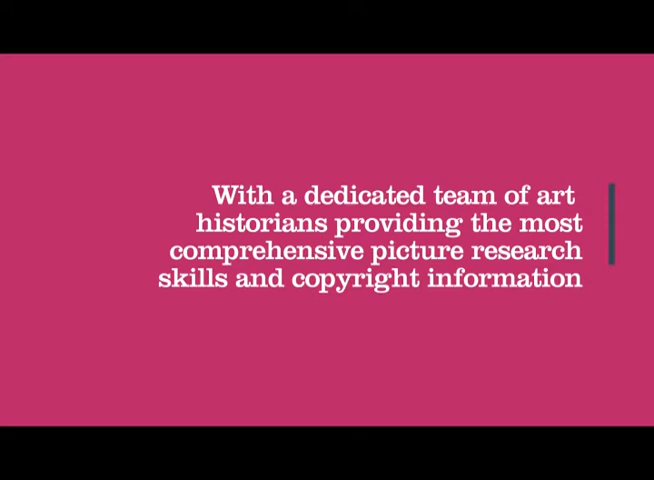 With a dedicated team of art
historians providing the most
comprehensive picture research
skills and copyright information